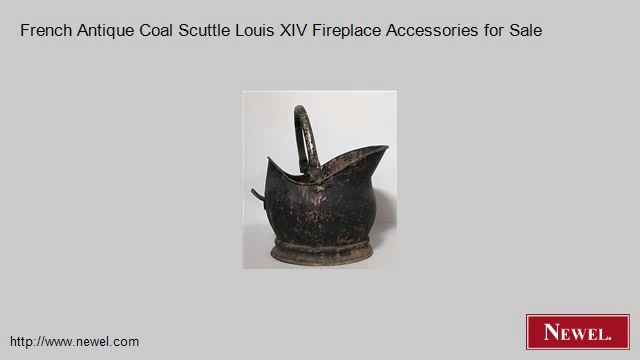 French Antique Coal Scuttle Louis XIV Fireplace Accessories for Sale
NEWEL.
http://www.newel.com